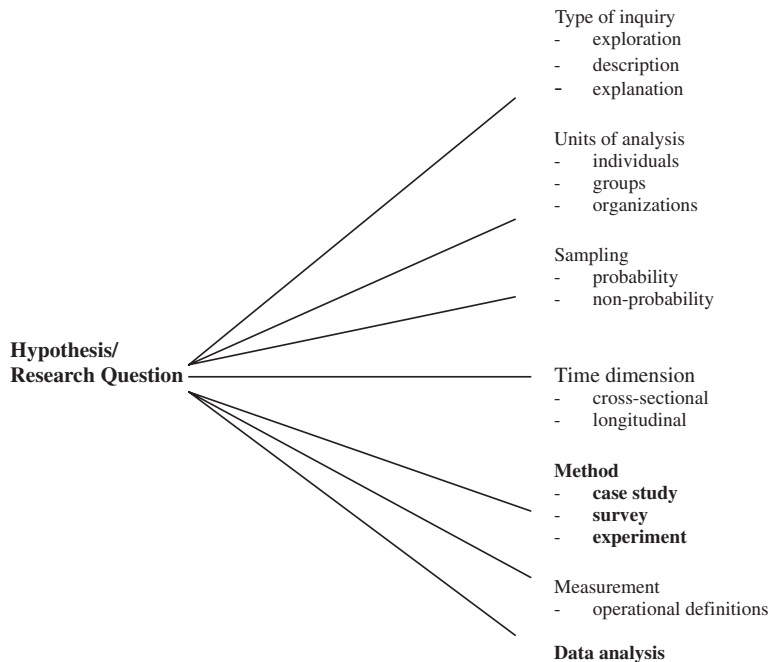 Type of inquiry
- exploration
- description
- explanation
Units of analysis
- individuals
- groups
- organizations
Sampling
- probability
- non-probability
Hypothesis/
Research Question
Time dimension
- cross-sectional
- longitudinal
Method
- case study
- survey
- experiment
Measurement
- operational definitions
Data analysis